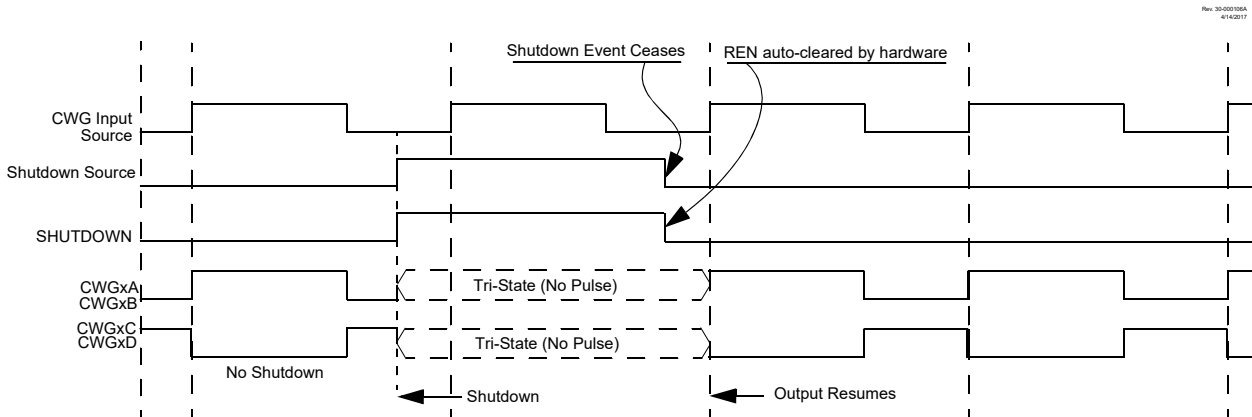 Rev. 30-000106A
4/14/2017
Shutdown Event Ceases
REN auto-cleared by hardware
CWG Input
Source
Shutdown Source
SHUTDOWN
CWGxA
CWGxB
Tri-State (No Pulse)
CWGxC
CWGxD
Tri-State (No Pulse)
No Shutdown
Shutdown
Output Resumes